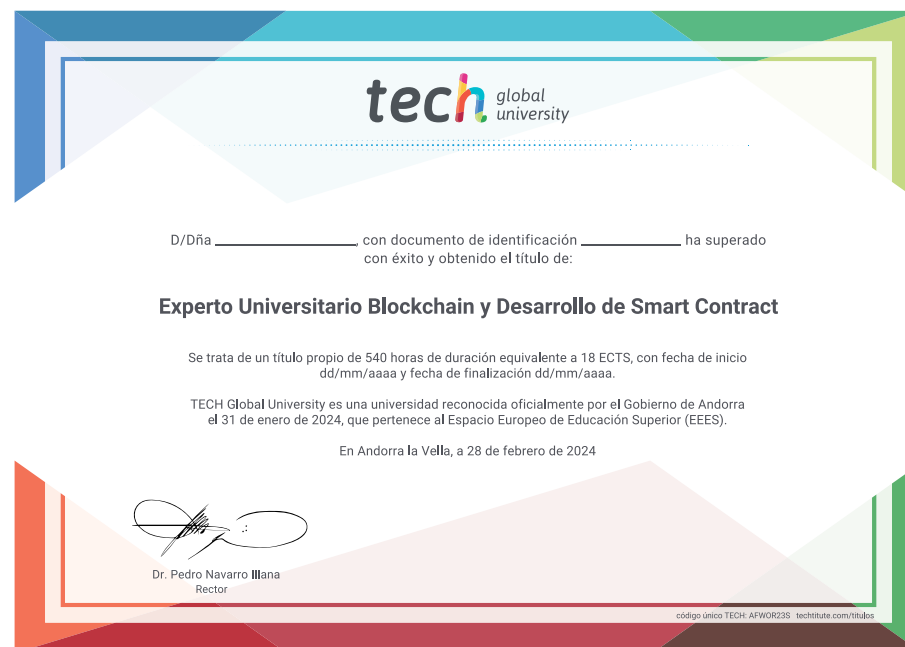 tech global university
D/Dña ____________________, con documento de identificación ______________ ha superado
con éxito y obtenido el título de:
Experto Universitario Blockchain y Desarrollo de Smart Contract
Se trata de un título propio de 540 horas de duración equivalente a 18 ECTS, con fecha de inicio
dd/mm/aaaa y fecha de finalización dd/mm/aaaa.
TECH Global University es una universidad reconocida oficialmente por el Gobierno de Andorra
el 31 de enero de 2024, que pertenece al Espacio Europeo de Educación Superior (EEES).
En Andorra la Vella, a 28 de febrero de 2024
Dr. Pedro Navarro Illana
Rector
código único TECH: AFWOR23S techtitute.com/titulos